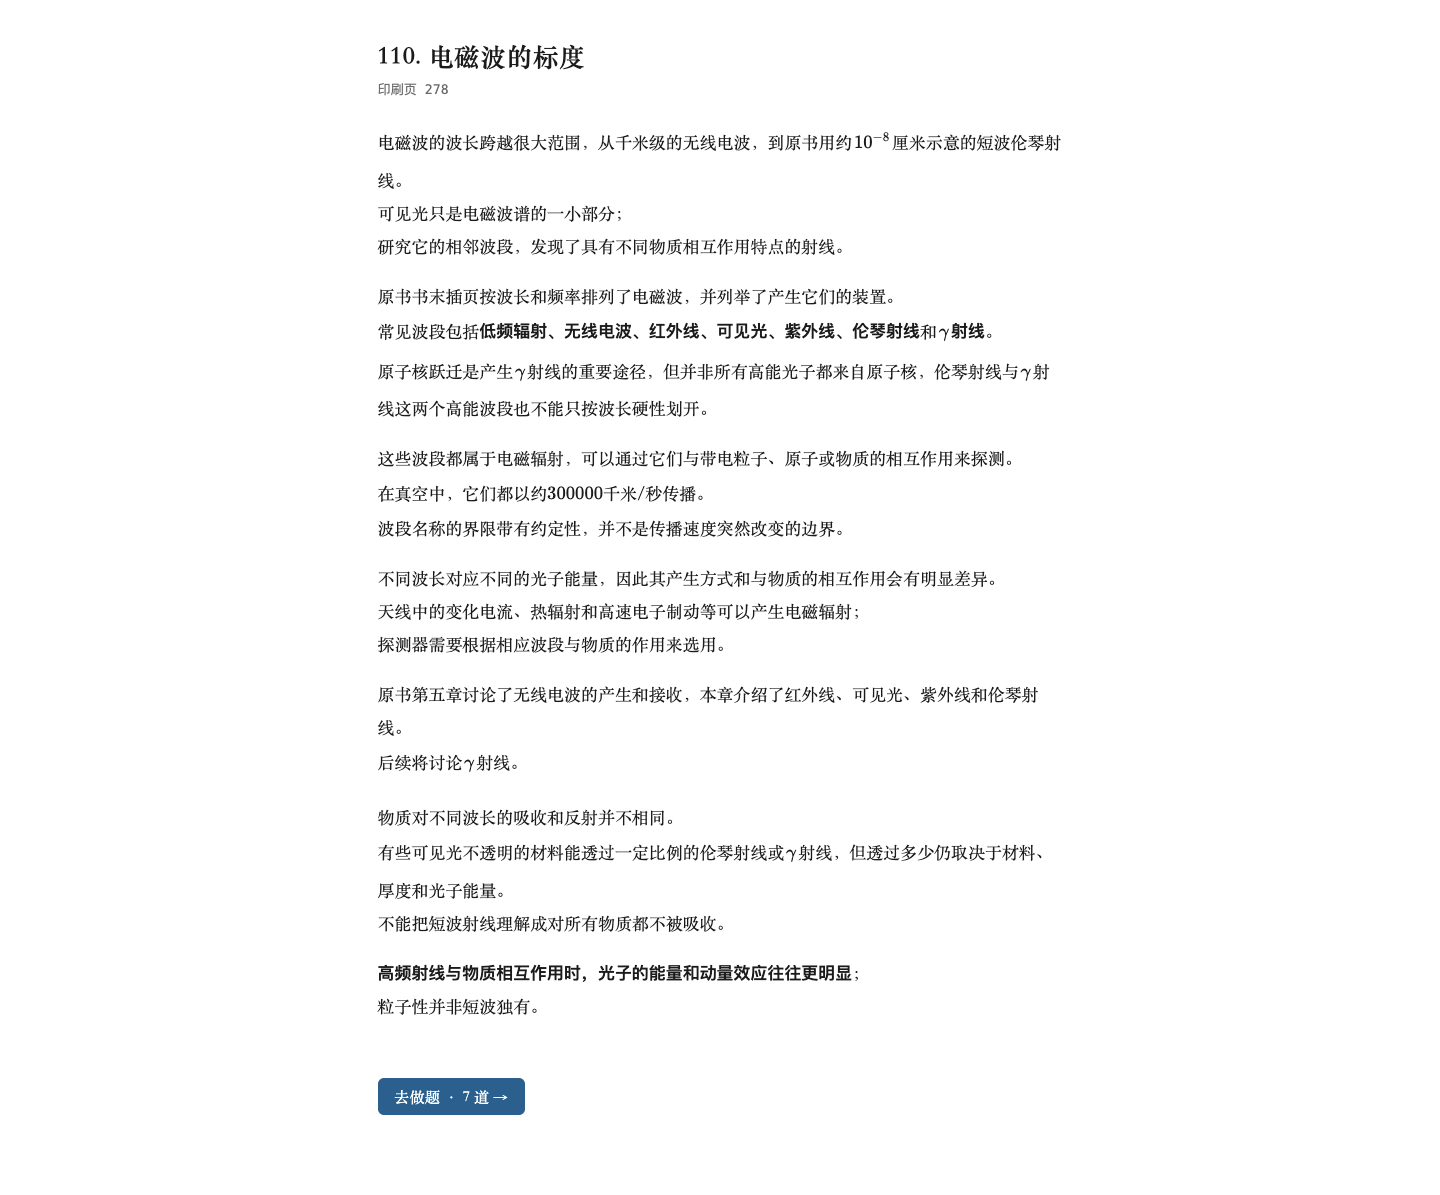 110. 电磁波的标度
印刷页 278
电磁波的波长跨越很大范围，从千米级的无线电波，到原书用约 10⁻⁸ 厘米示意的短波伦琴射
线。
可见光只是电磁波谱的一小部分；
研究它的相邻波段，发现了具有不同物质相互作用特点的射线。
原书书末插页按波长和频率排列了电磁波，并列举了产生它们的装置。
常见波段包括低频辐射、无线电波、红外线、可见光、紫外线、伦琴射线和γ射线。
原子核跃迁是产生γ射线的重要途径，但并非所有高能光子都来自原子核，伦琴射线与γ射
线这两个高能波段也不能只按波长硬性划开。
这些波段都属于电磁辐射，可以通过它们与带电粒子、原子或物质的相互作用来探测。
在真空中，它们都以约300000千米/秒传播。
波段名称的界限带有约定性，并不是传播速度突然改变的边界。
不同波长对应不同的光子能量，因此其产生方式和与物质的相互作用会有明显差异。
天线中的变化电流、热辐射和高速电子制动等可以产生电磁辐射；
探测器需要根据相应波段与物质的作用来选用。
原书第五章讨论了无线电波的产生和接收，本章介绍了红外线、可见光、紫外线和伦琴射
线。
后续将讨论γ射线。
物质对不同波长的吸收和反射并不相同。
有些可见光不透明的材料能透过一定比例的伦琴射线或γ射线，但透过多少仍取决于材料、
厚度和光子能量。
不能把短波射线理解成对所有物质都不被吸收。
高频射线与物质相互作用时，光子的能量和动量效应往往更明显；
粒子性并非短波独有。
去做题 · 7 道 →